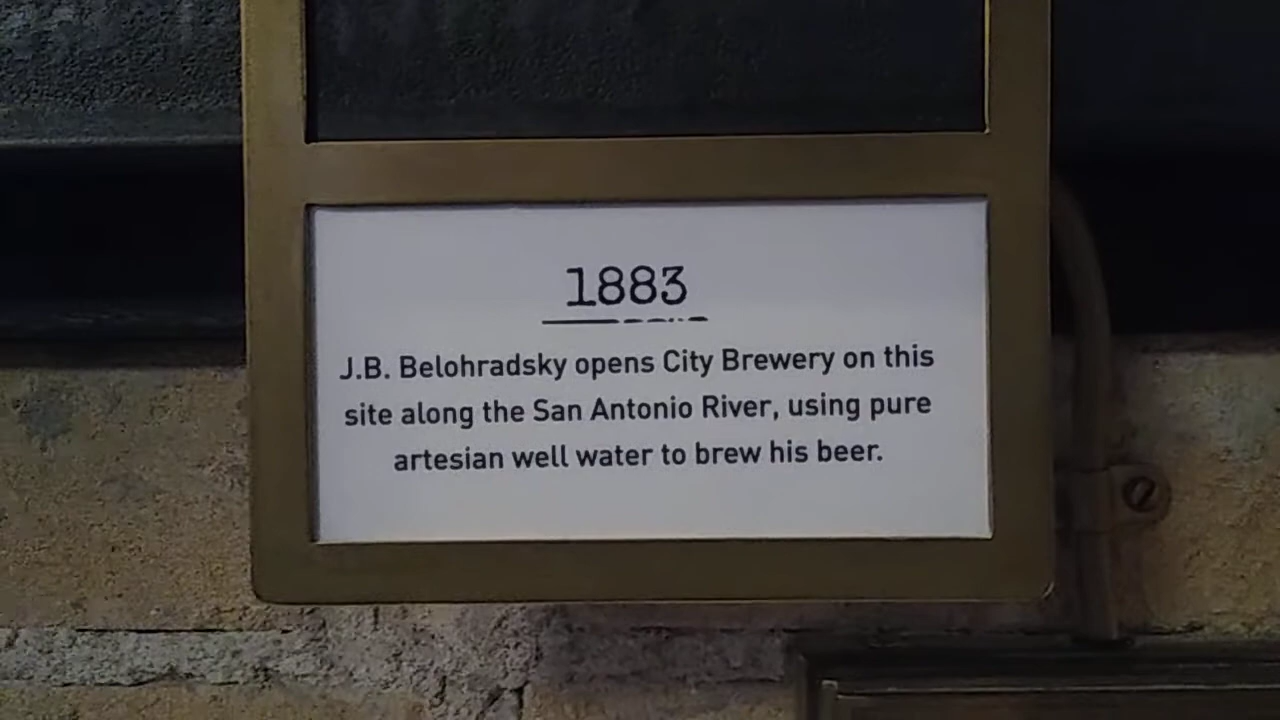 1883
J.B. Belohradsky opens City Brewery on this
site along the San Antonio River, using pure
artesian well water to brew his beer.